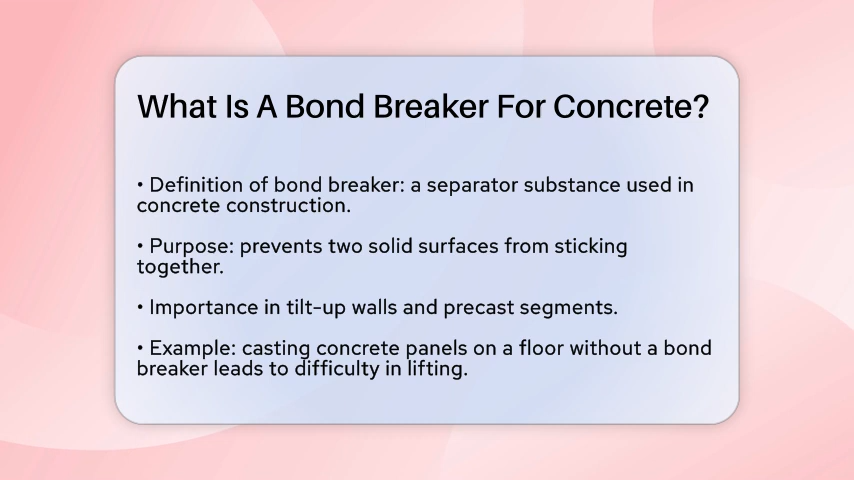 What Is A Bond Breaker For Concrete?
• Definition of bond breaker: a separator substance used in
concrete construction.
• Purpose: prevents two solid surfaces from sticking
together.
• Importance in tilt-up walls and precast segments.
• Example: casting concrete panels on a floor without a bond
breaker leads to difficulty in lifting.